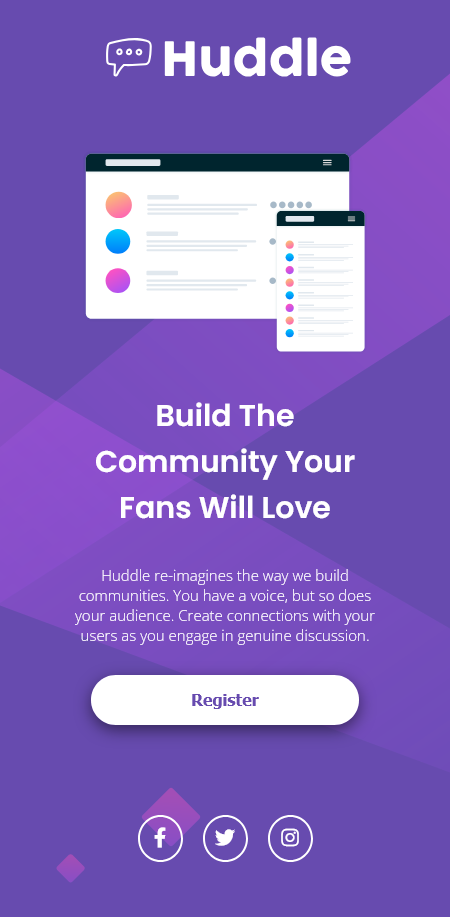 Huddle
Build The
Community Your
Fans Will Love
Huddle re-imagines the way we build
communities. You have a voice, but so does
your audience. Create connections with your
users as you engage in genuine discussion.
Register